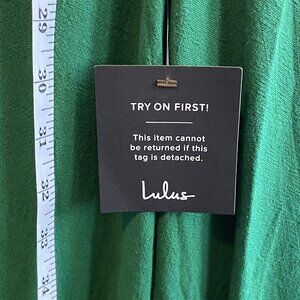 29
30
31
32
33
34
TRY ON FIRST!
This item cannot
be returned if this
tag is detached.
Lulus